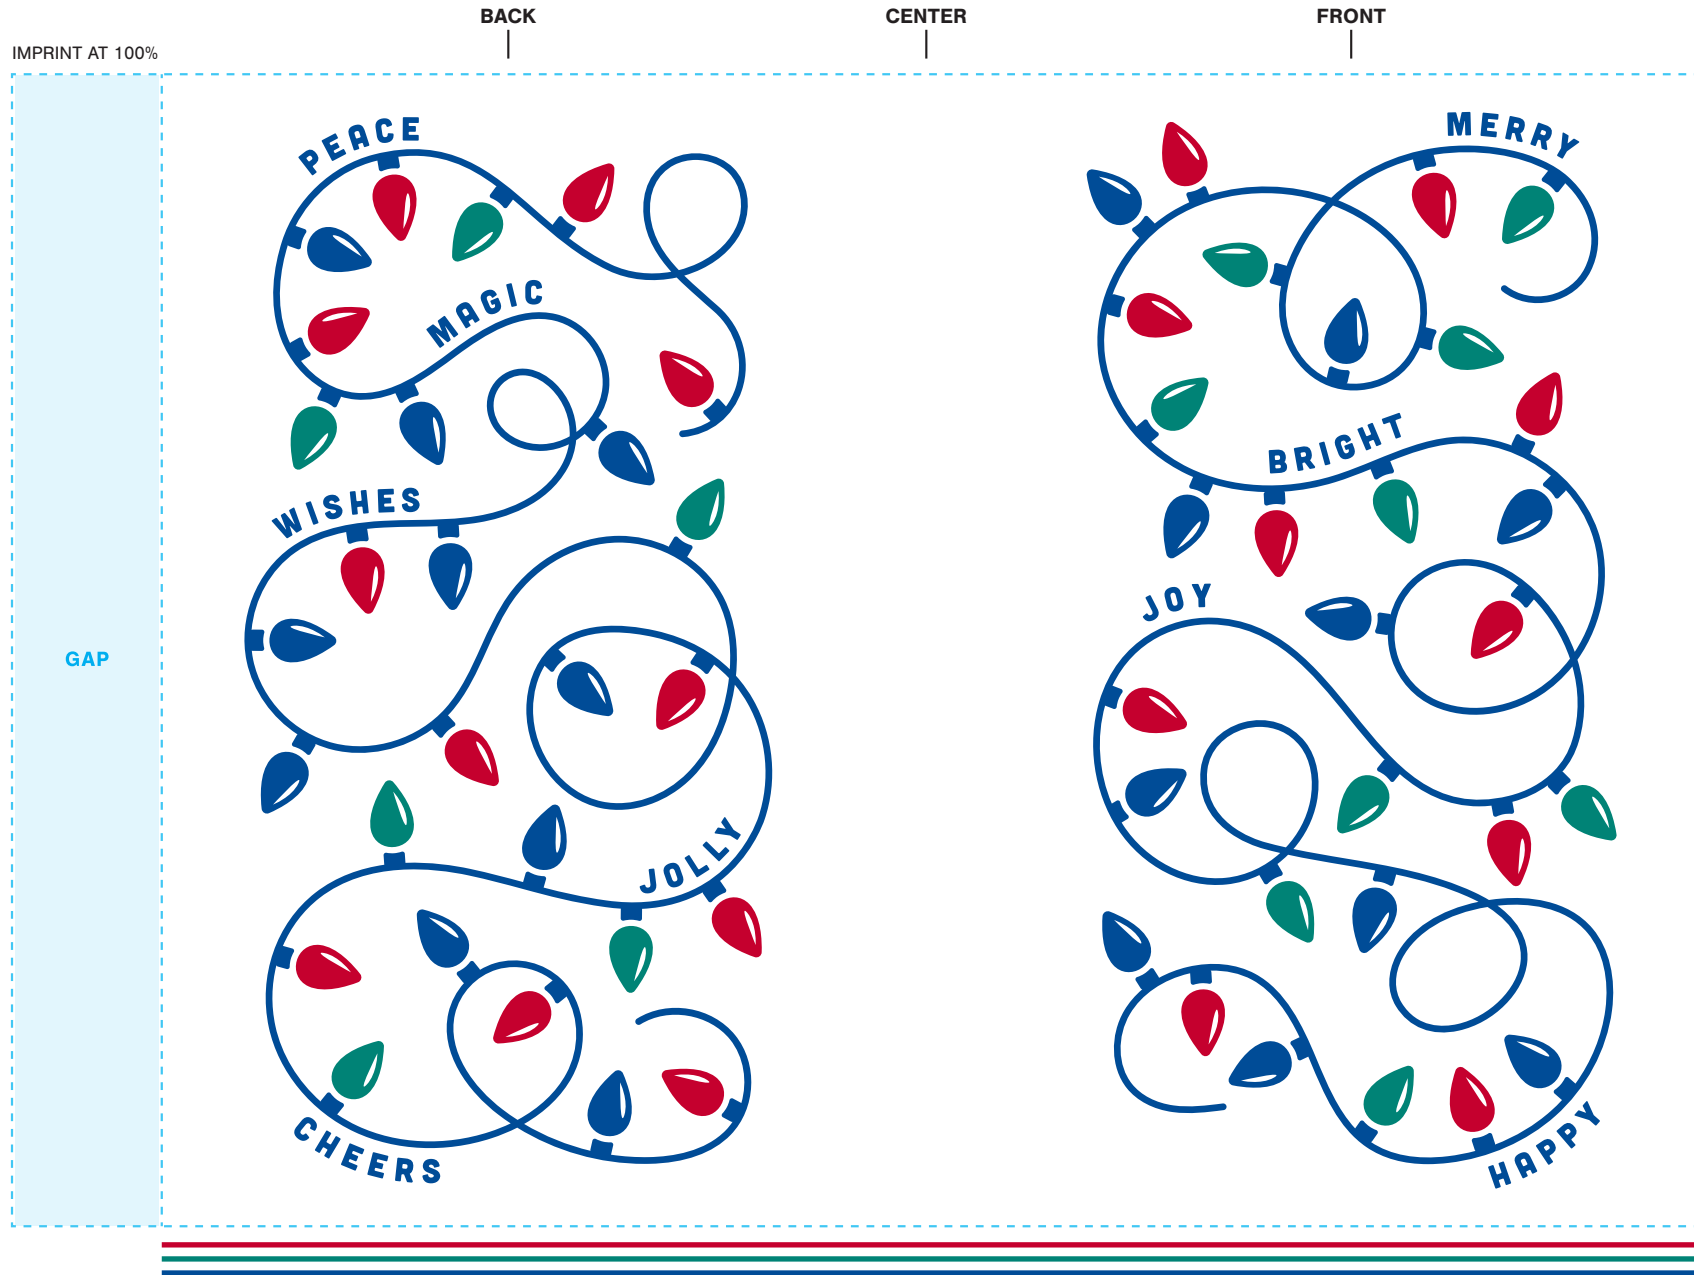 BACK
CENTER
FRONT
IMPRINT AT 100%
GAP
PEACE
MAGIC
WISHES
JOLLY
CHEERS
MERRY
BRIGHT
JOY
HAPPY